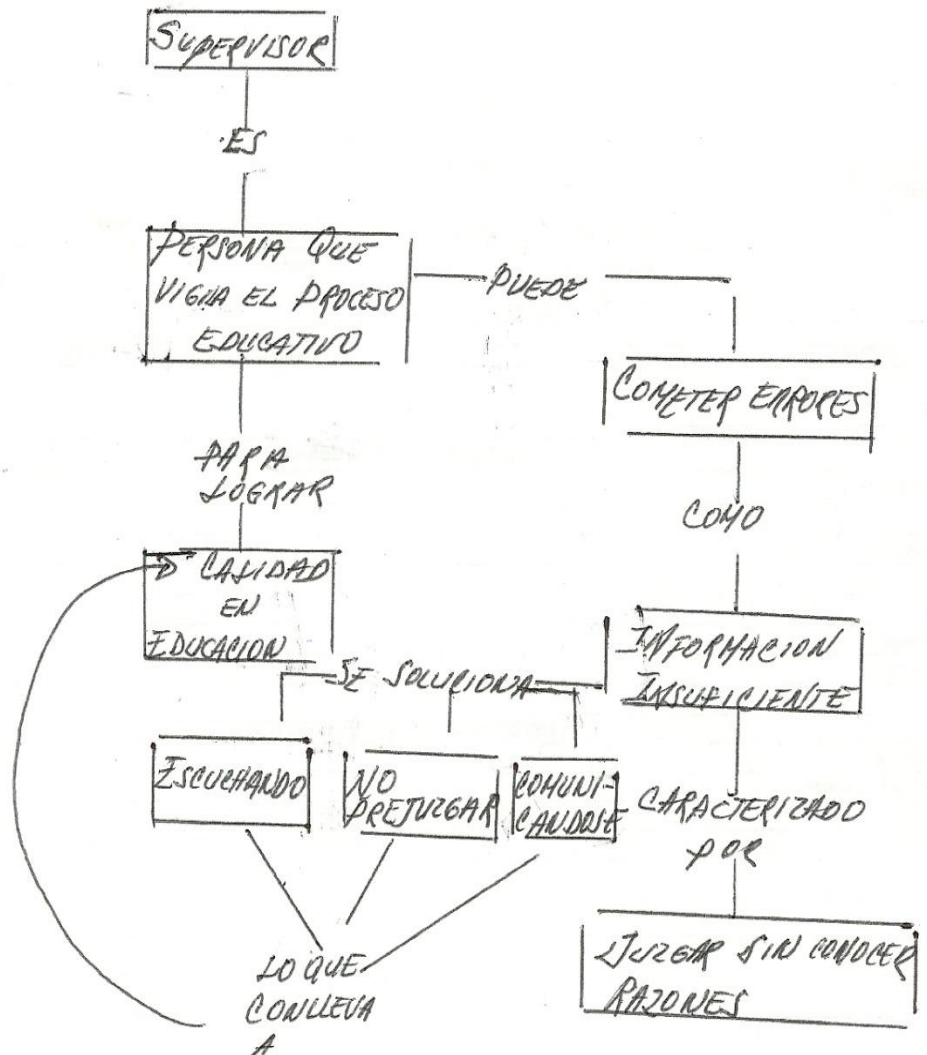 SUPERVISOR
ES
PERSONA QUE
VIGILA EL PROCESO
EDUCATIVO
PUEDE
COMETER ERRORES
PARA
LOGRAR
COMO
CALIDAD
EN
EDUCACION
INFORMACION
INSUFICIENTE
SE SOLUCIONA
ESCUCHANDO
NO
PREJUZGAR
COMUNI-
CANDOSE
CARACTERIZADO
POR
JUZGAR SIN CONOCER
RAZONES
LO QUE
CONLLEVA
A